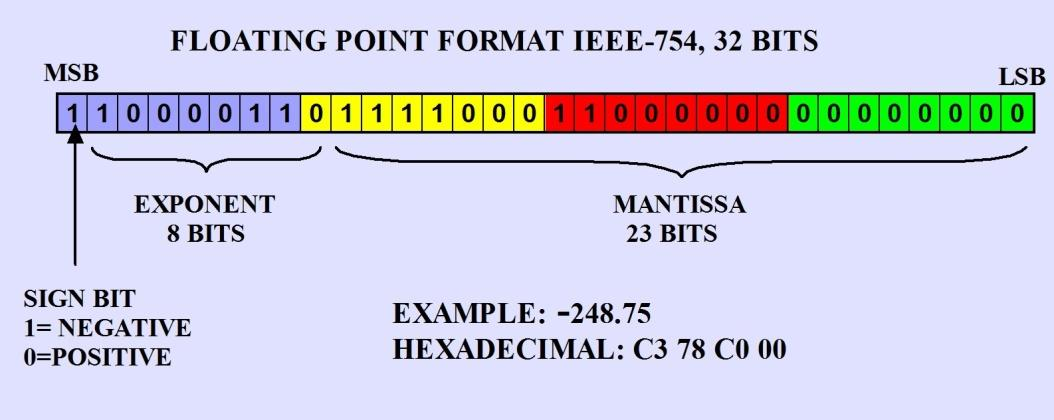 FLOATING POINT FORMAT IEEE-754, 32 BITS
MSB LSB
1 1 0 0 0 0 1 1 0 1 1 1 1 0 0 0 1 1 0 0 0 0 0 0 0 0 0 0 0 0 0 0
EXPONENT
8 BITS
MANTISSA
23 BITS
SIGN BIT
1= NEGATIVE
0=POSITIVE
EXAMPLE: -248.75
HEXADECIMAL: C3 78 C0 00